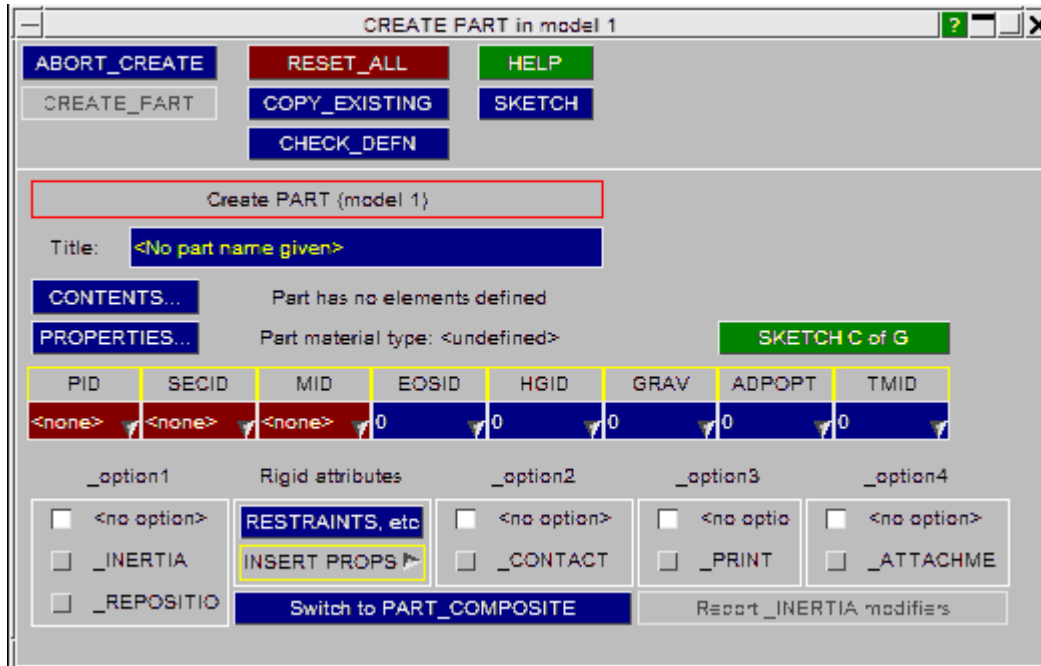 CREATE PART in model 1 ?
ABORT_CREATE RESET_ALL HELP
CREATE_PART COPY_EXISTING SKETCH
CHECK_DEFN
Create PART (model 1)
Title: <No part name given>
CONTENTS... Part has no elements defined
PROPERTIES... Part material type: <undefined> SKETCH C of G
PID SECID MID EOSID HGID GRAV ADPOPT TMID
<none> <none> <none> 0 0 0 0 0
_option1 Rigid attributes _option2 _option3 _option4
<no option> RESTRAINTS, etc <no option> <no optio <no option>
_INERTIA INSERT PROPS _CONTACT _PRINT _ATTACHME
_REPOSITIO Switch to PART_COMPOSITE Report _INERTIA modifiers